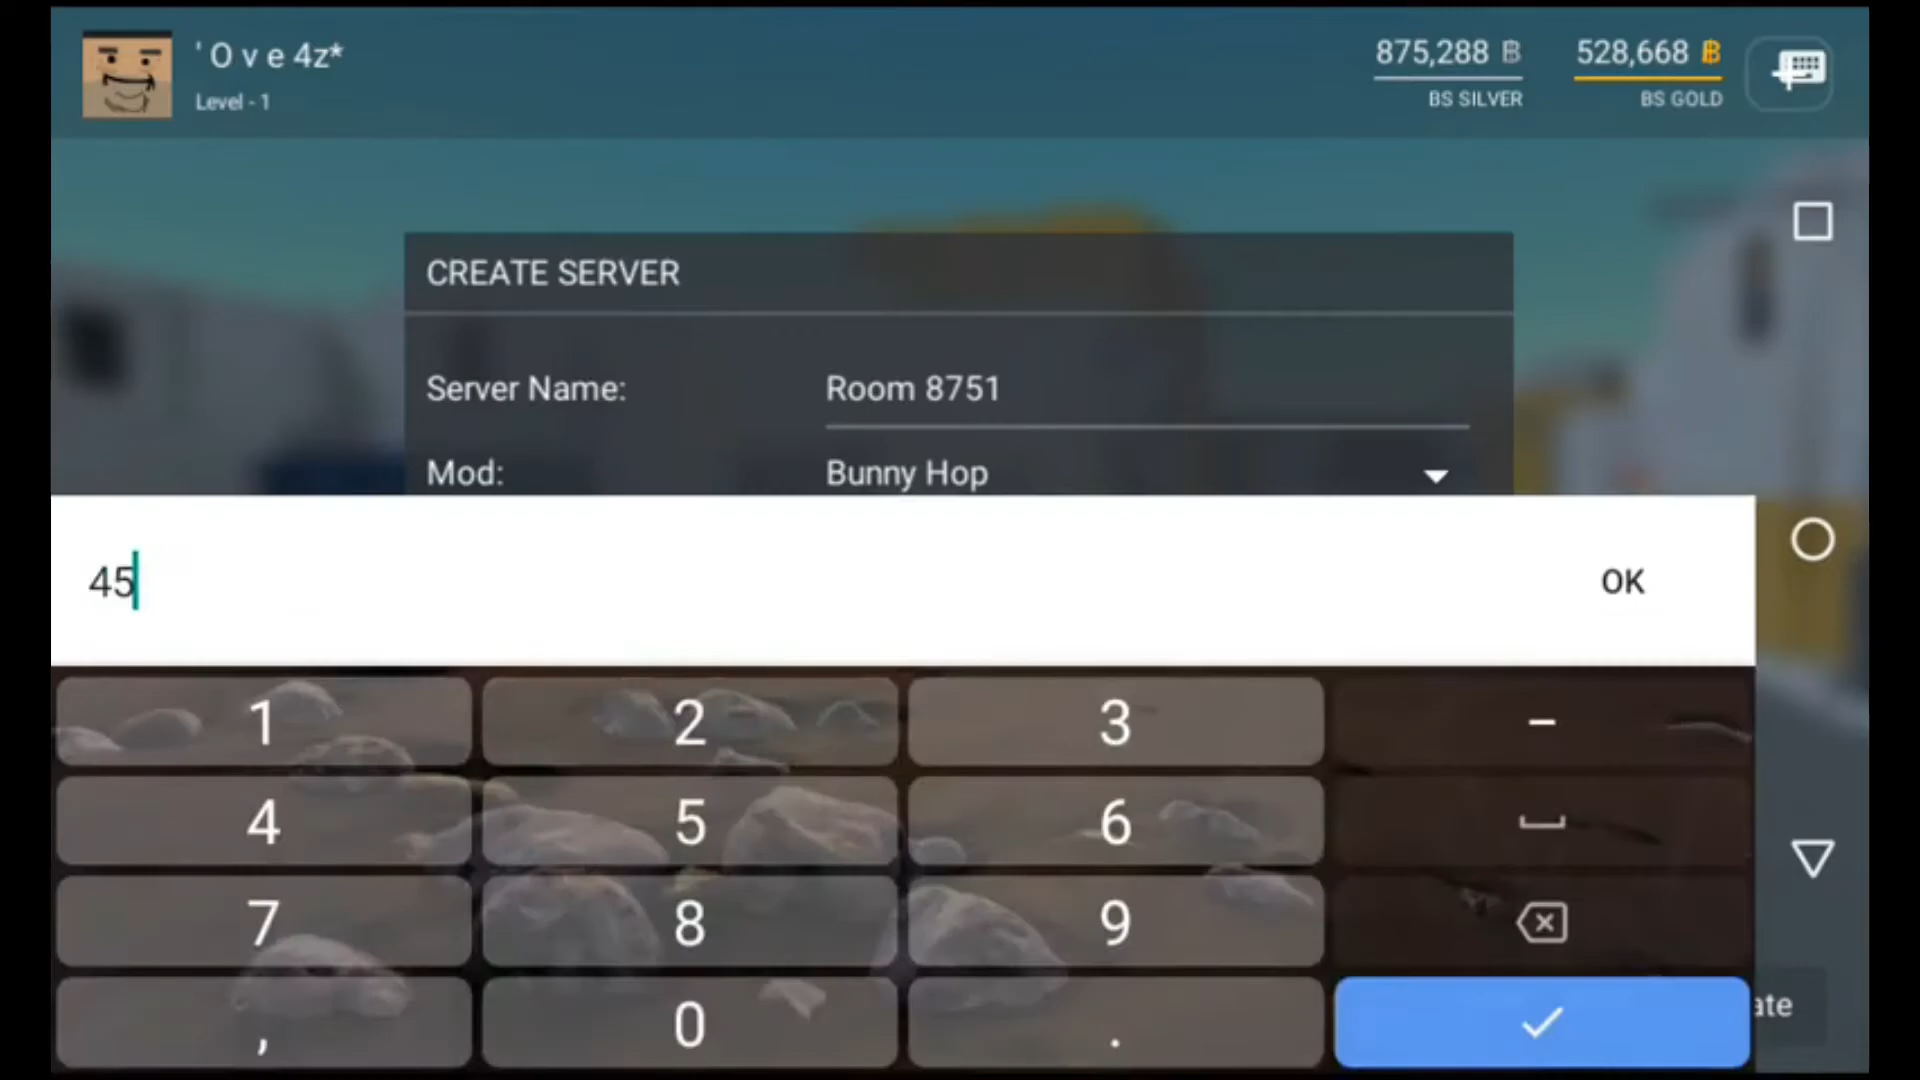 ' O v e 4z*
Level - 1
875,288
BS SILVER
528,668
BS GOLD
CREATE SERVER
Server Name: Room 8751
Mod: Bunny Hop
45 OK
1 2 3 -
4 5 6
7 8 9
, 0 .
ate